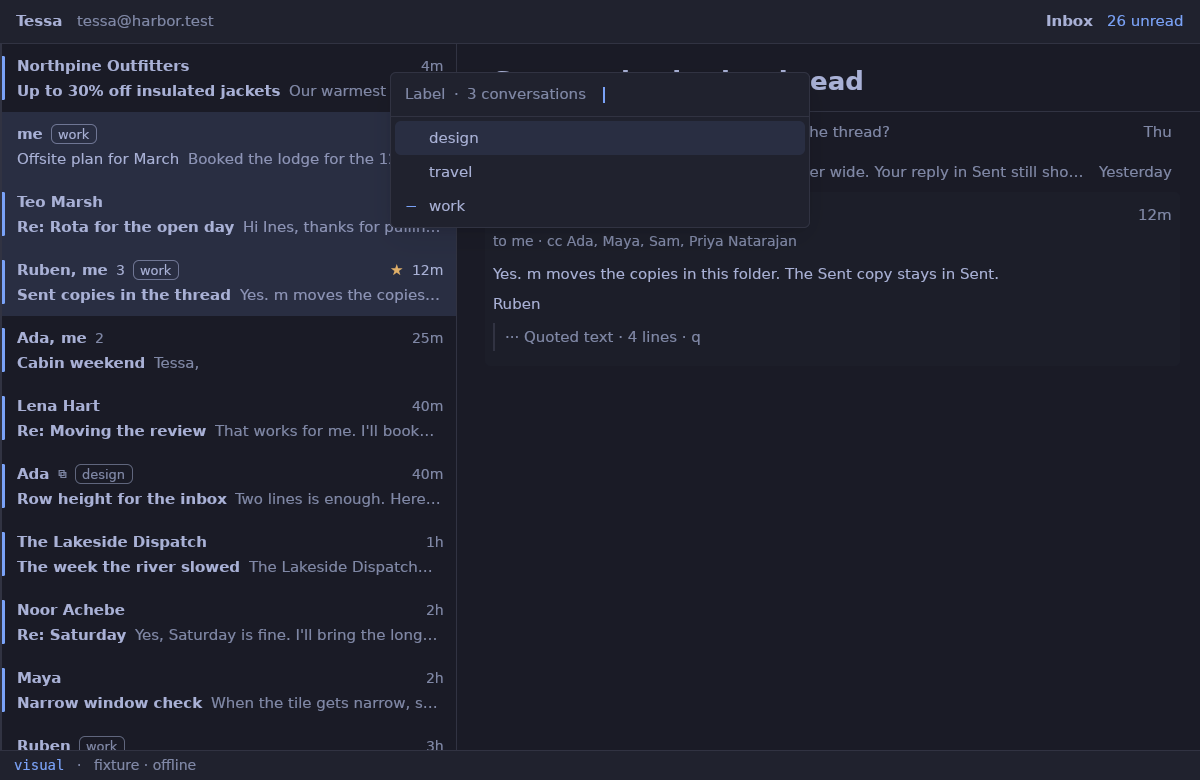 Tessa tessa@harbor.test
Inbox 26 unread
Northpine Outfitters 4m
Up to 30% off insulated jackets Our warmest
me work
Offsite plan for March Booked the lodge for the
Teo Marsh
Re: Rota for the open day Hi Ines, thanks for
Ruben, me 3 work ★ 12m
Sent copies in the thread Yes. m moves the copies…
Ada, me 2 25m
Cabin weekend Tessa,
Lena Hart 40m
Re: Moving the review That works for me. I'll book…
Ada design 40m
Row height for the inbox Two lines is enough. Here…
The Lakeside Dispatch 1h
The week the river slowed The Lakeside Dispatch…
Noor Achebe 2h
Re: Saturday Yes, Saturday is fine. I'll bring the long…
Maya 2h
Narrow window check When the tile gets narrow, s…
Ruben work 3h
Label · 3 conversations
design
travel
– work
thread? Thu
wide. Your reply in Sent still sho… Yesterday
12m
to me · cc Ada, Maya, Sam, Priya Natarajan
Yes. m moves the copies in this folder. The Sent copy stays in Sent.
Ruben
··· Quoted text · 4 lines · q
visual · fixture · offline